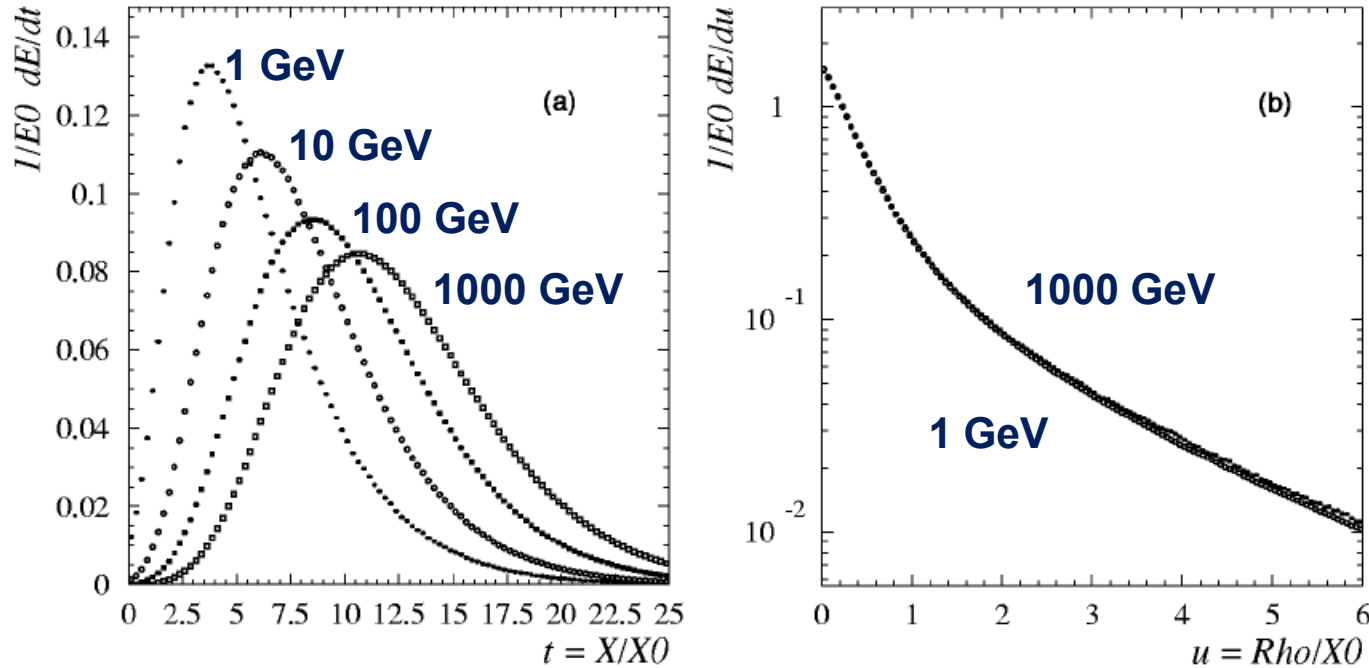 1/E0 dE/dt
0.14
0.12
0.1
0.08
0.06
0.04
0.02
0
1 GeV
10 GeV
100 GeV
1000 GeV
(a)
0 2.5 5 7.5 10 12.5 15 17.5 20 22.5 25
t = X/X0
1/E0 dE/du
1
10 -1
10 -2
(b)
1000 GeV
1 GeV
0 1 2 3 4 5 6
u = Rho/X0